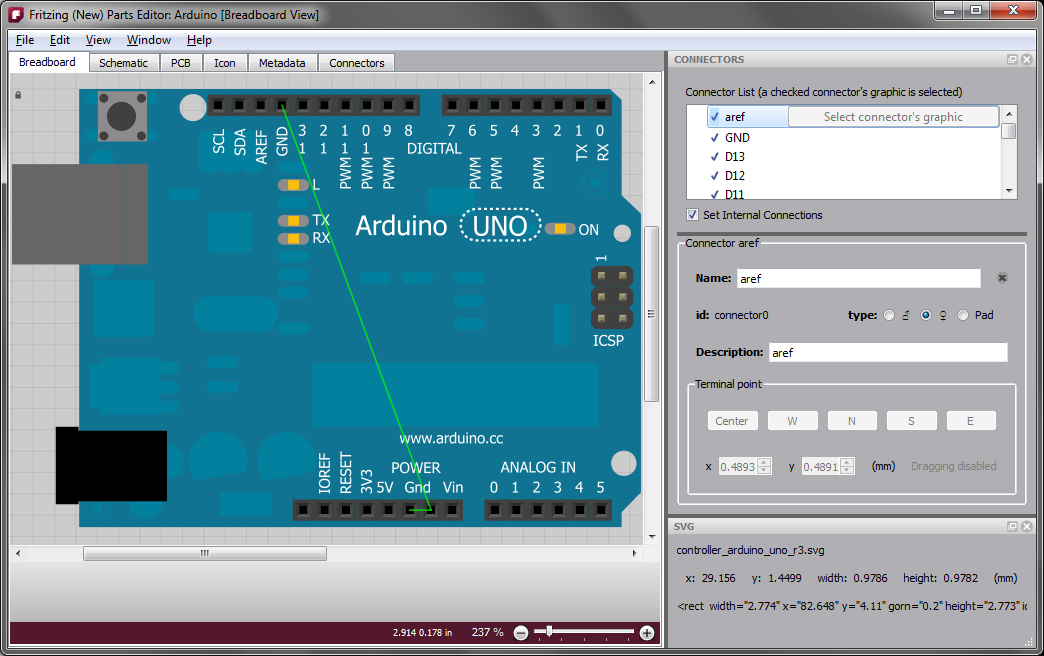 Fritzing (New) Parts Editor: Arduino [Breadboard View]
File Edit View Window Help
Breadboard Schematic PCB Icon Metadata Connectors
SCL SDA AREF GND 13 12 PWM 11 PWM 10 PWM 9 8
DIGITAL
7 PWM 6 PWM 5 4 PWM 3 2 TX 1 RX 0
L
TX
RX
Arduino UNO ON
1
ICSP
www.arduino.cc
IOREF RESET 3V3 5V Gnd Vin
POWER
ANALOG IN
0 1 2 3 4 5
2.914 0.178 in 237 %
CONNECTORS
Connector List (a checked connector's graphic is selected)
aref Select connector's graphic
GND
D13
D12
D11
Set Internal Connections
Connector aref
Name: aref
id: connector0 type: Pad
Description: aref
Terminal point
Center W N S E
x 0.4893 y 0.4891 (mm) Dragging disabled
SVG
controller_arduino_uno_r3.svg
x: 29.156 y: 1.4499 width: 0.9786 height: 0.9782 (mm)
<rect width="2.774" x="82.648" y="4.11" gorn="0.2" height="2.773"